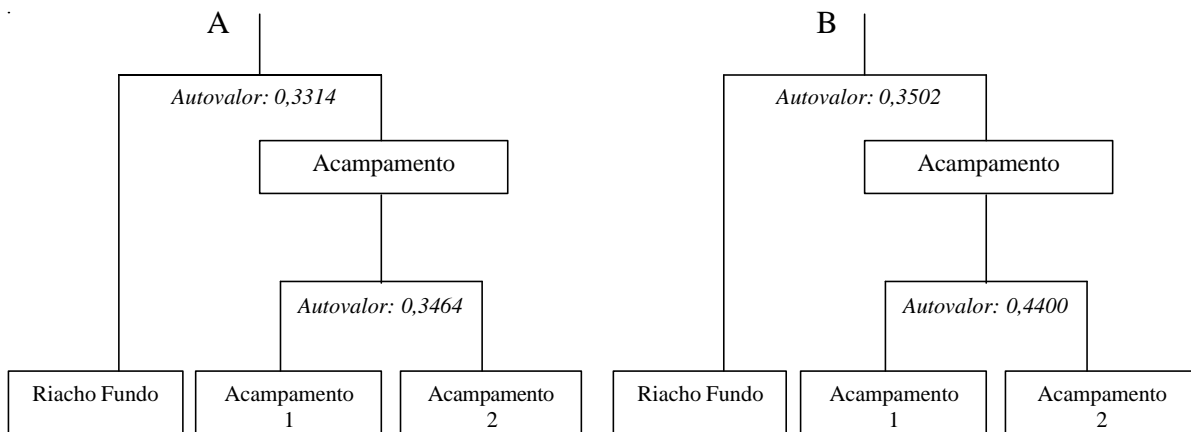 A
Autovalor: 0,3314
Acampamento
Autovalor: 0,3464
Riacho Fundo
Acampamento
1
Acampamento
2
B
Autovalor: 0,3502
Acampamento
Autovalor: 0,4400
Riacho Fundo
Acampamento
1
Acampamento
2